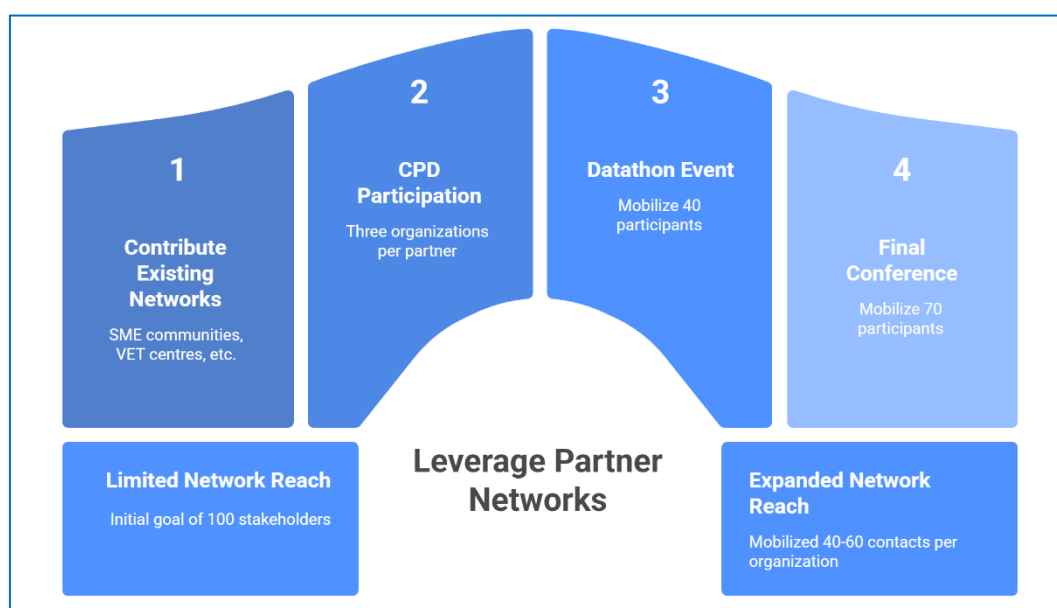 1
Contribute
Existing
Networks
SME communities,
VET centres, etc.
2
CPD
Participation
Three organizations
per partner
3
Datathon Event
Mobilize 40
participants
4
Final
Conference
Mobilize 70
participants
Limited Network Reach
Initial goal of 100 stakeholders
Leverage Partner
Networks
Expanded Network
Reach
Mobilized 40-60 contacts per
organization